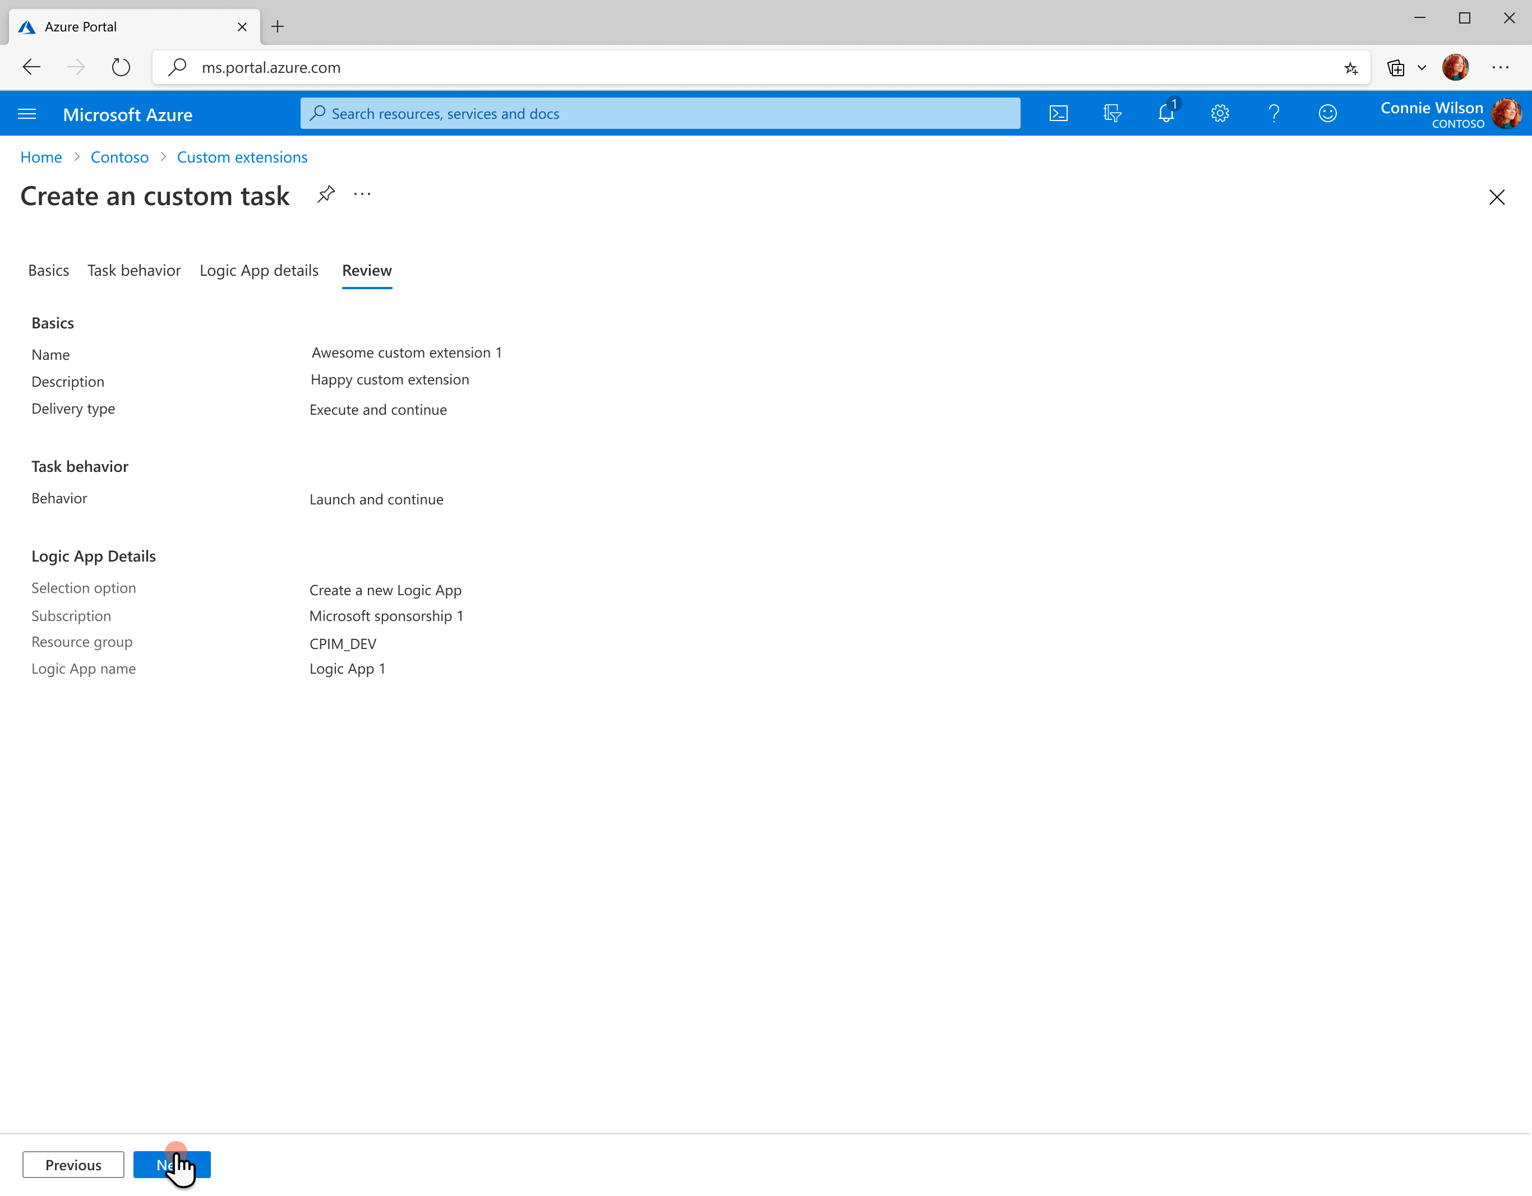 Azure Portal
ms.portal.azure.com
Microsoft Azure
Search resources, services and docs
1
Connie Wilson
CONTOSO
Home > Contoso > Custom extensions
Create an custom task
Basics Task behavior Logic App details Review
Basics
Name Awesome custom extension 1
Description Happy custom extension
Delivery type Execute and continue
Task behavior
Behavior Launch and continue
Logic App Details
Selection option Create a new Logic App
Subscription Microsoft sponsorship 1
Resource group CPIM_DEV
Logic App name Logic App 1
Previous